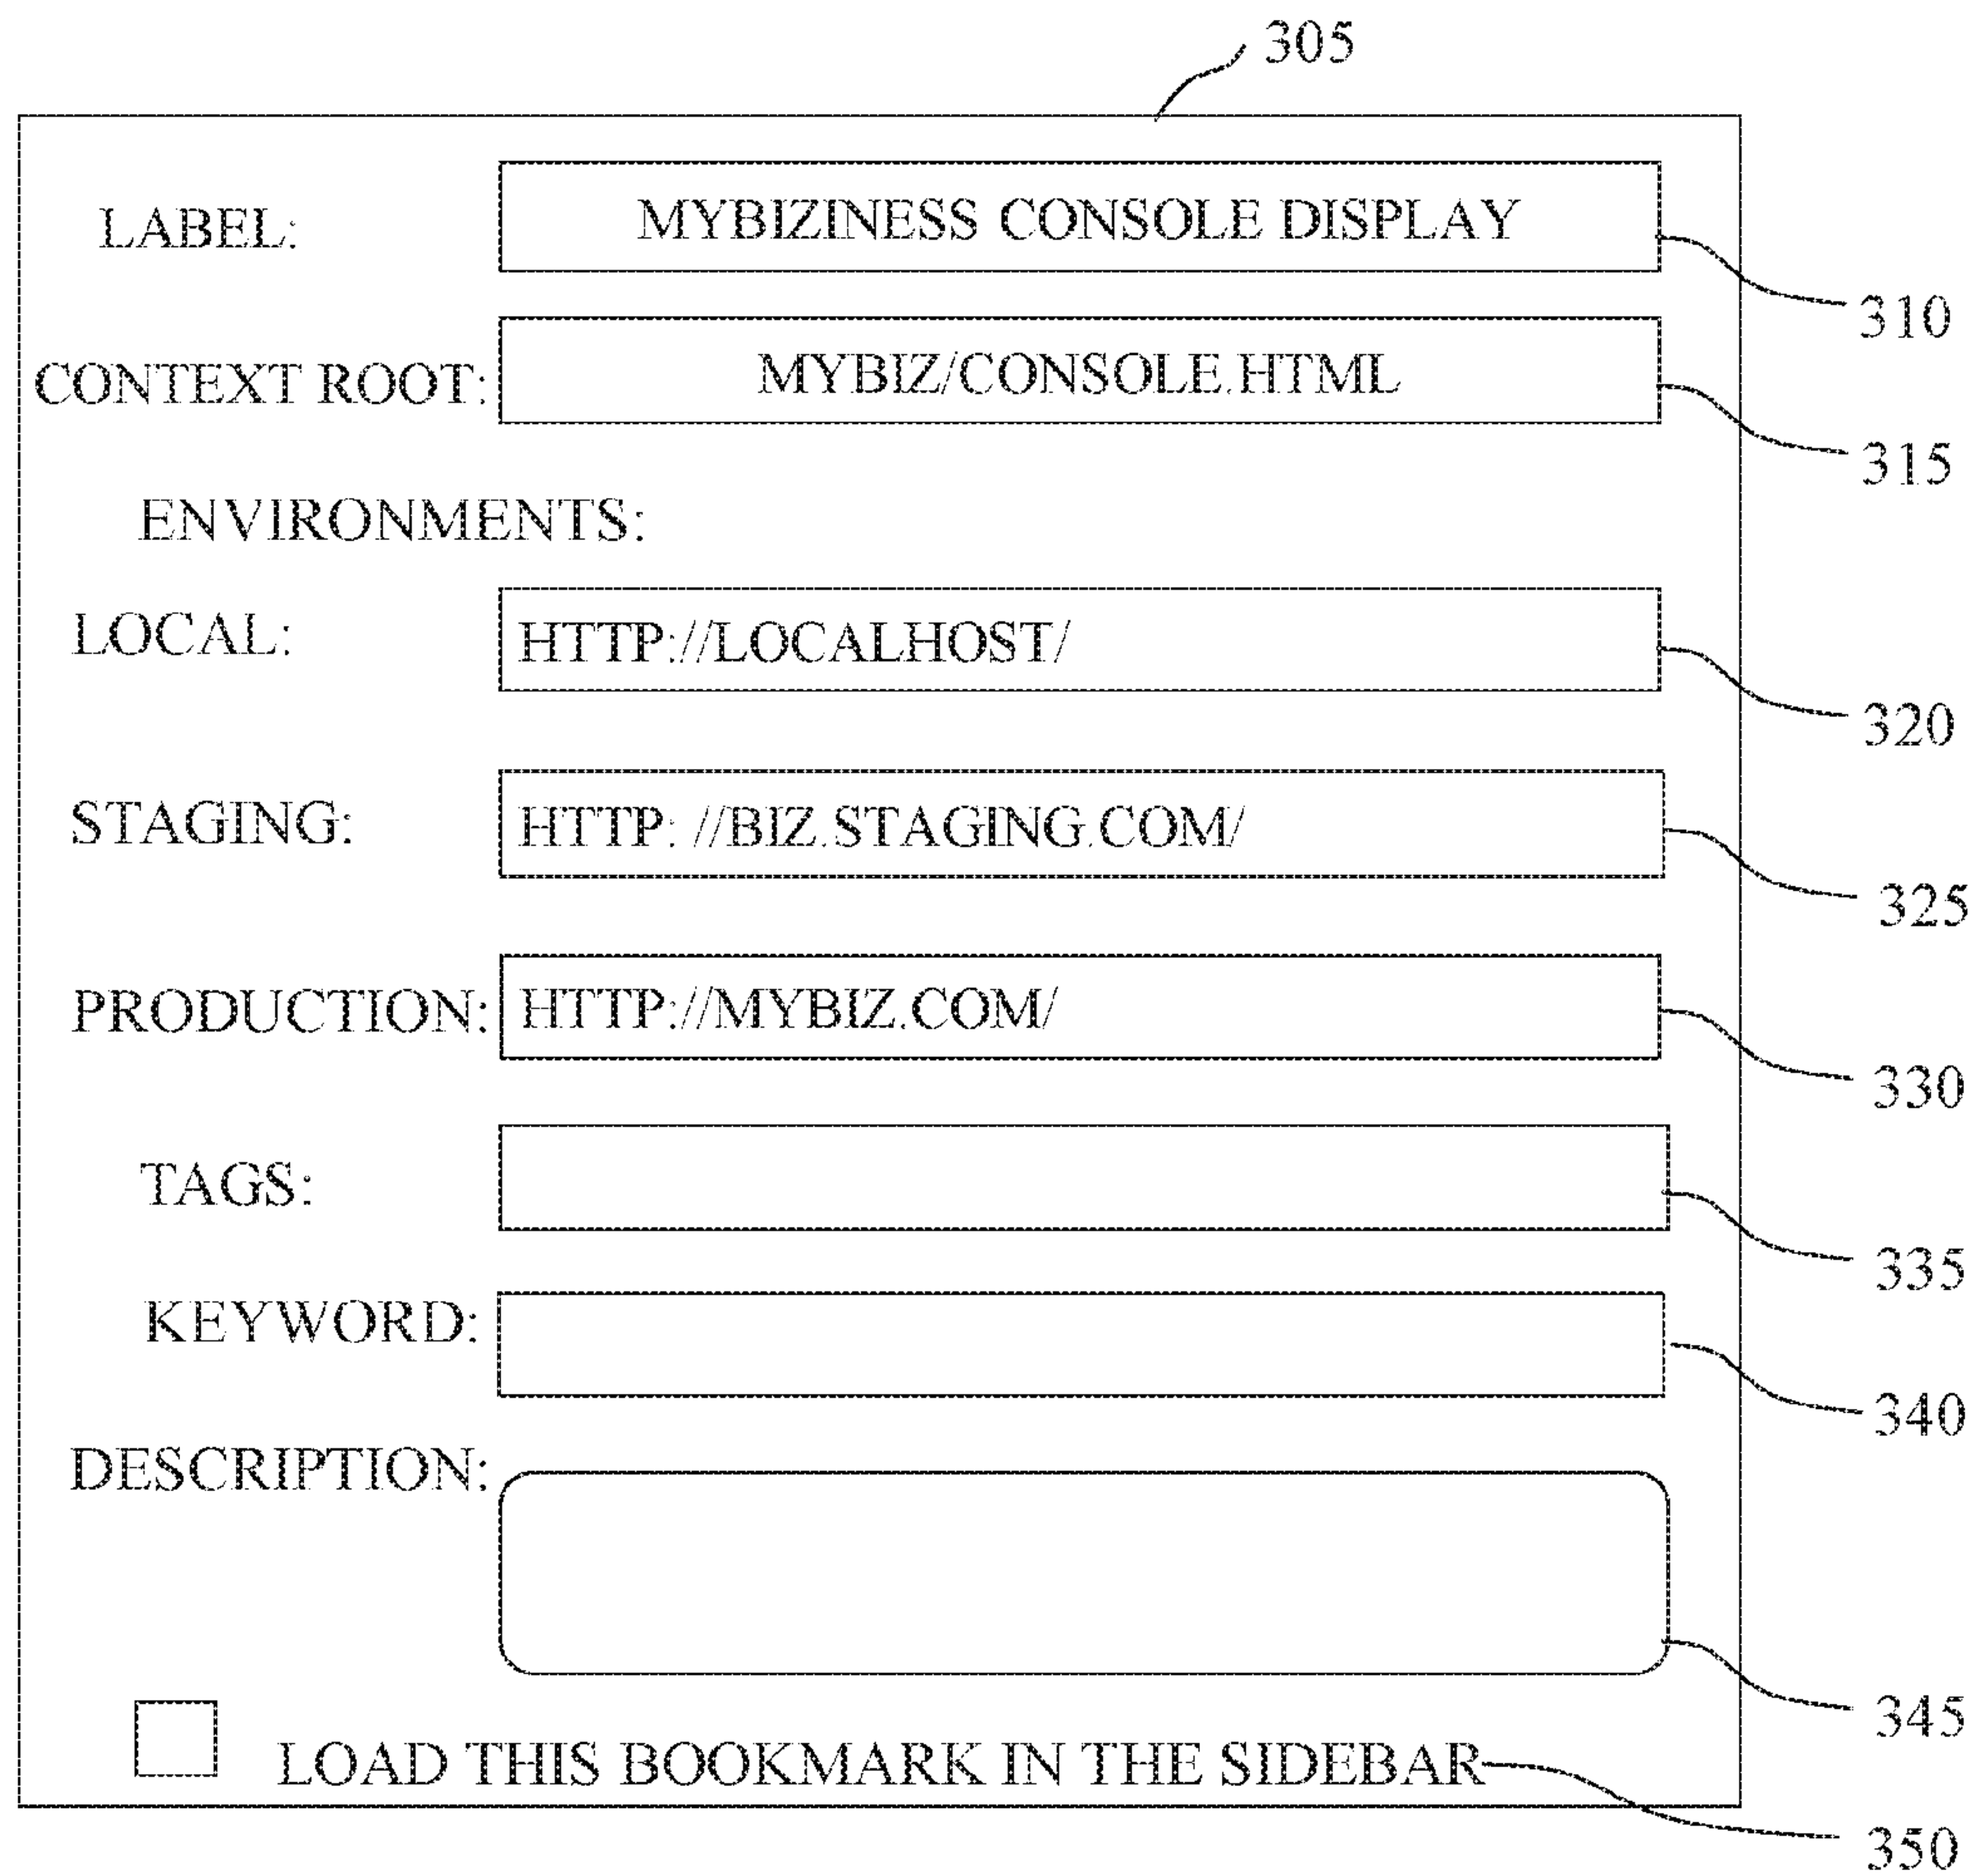 305
LABEL: MYBIZINESS CONSOLE DISPLAY
310
CONTEXT ROOT: MYBIZ/CONSOLE.HTML
315
ENVIRONMENTS:
LOCAL: HTTP://LOCALHOST/
320
STAGING: HTTP: //BIZ.STAGING.COM/
325
PRODUCTION: HTTP://MYBIZ.COM/
330
TAGS:
335
KEYWORD:
340
DESCRIPTION:
345
LOAD THIS BOOKMARK IN THE SIDEBAR
350